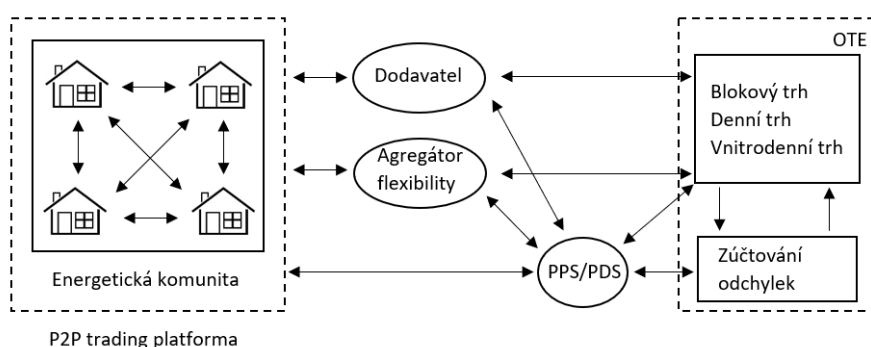 OTE
Dodavatel
Blokový trh
Denní trh
Vnitrodenní trh
Agregátor
flexibility
Energetická komunita
PPS/PDS
Zúčtování
odchylek
P2P trading platforma